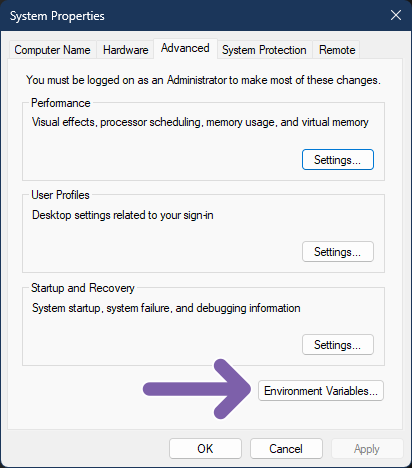 System Properties
Computer Name
Hardware
Advanced
System Protection
Remote
You must be logged on as an Administrator to make most of these changes.
Performance
Visual effects, processor scheduling, memory usage, and virtual memory
Settings...
User Profiles
Desktop settings related to your sign-in
Settings...
Startup and Recovery
System startup, system failure, and debugging information
Settings...
Environment Variables...
OK
Cancel
Apply